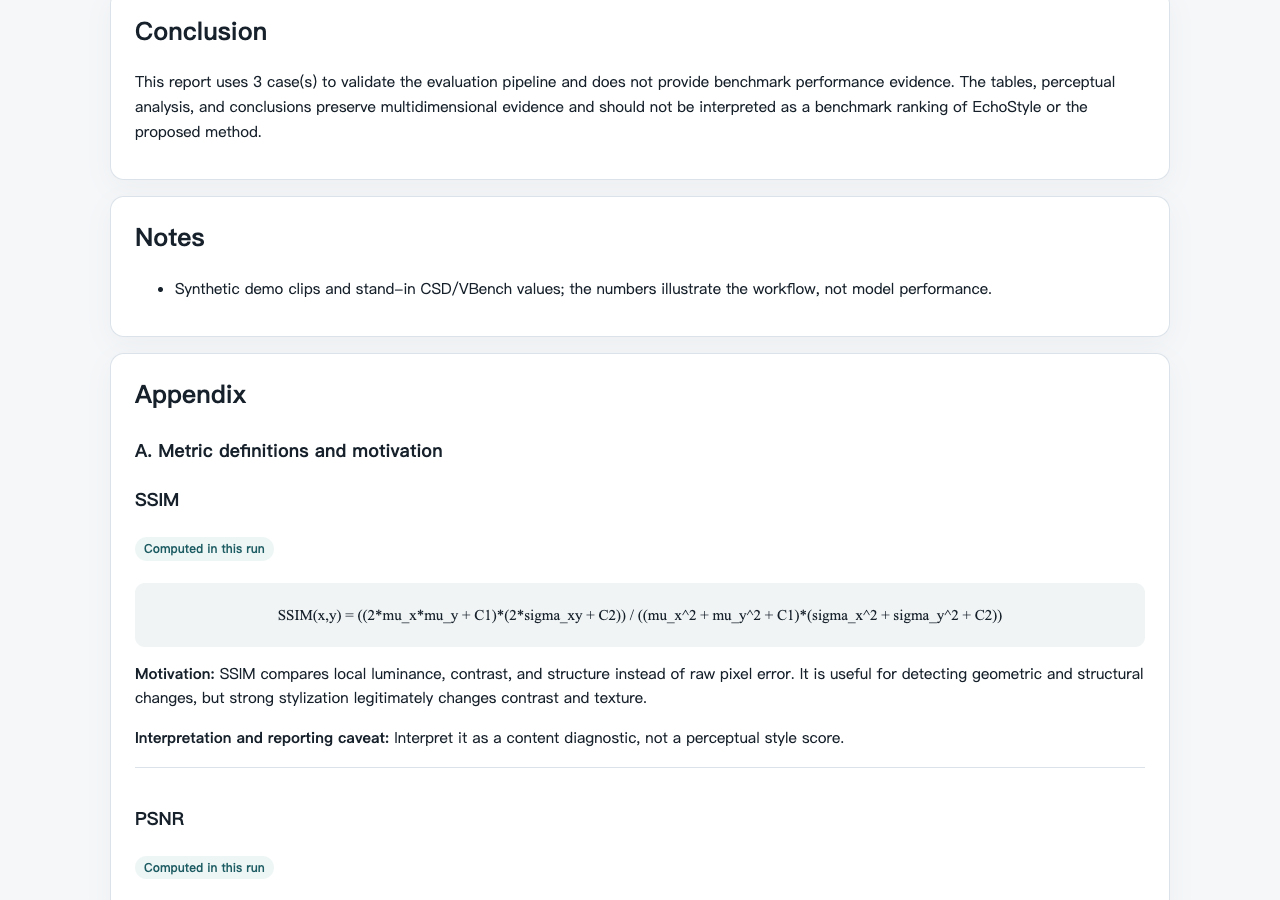 Conclusion
This report uses 3 case(s) to validate the evaluation pipeline and does not provide benchmark performance evidence. The tables, perceptual
analysis, and conclusions preserve multidimensional evidence and should not be interpreted as a benchmark ranking of EchoStyle or the
proposed method.
Notes
• Synthetic demo clips and stand-in CSD/VBench values; the numbers illustrate the workflow, not model performance.
Appendix
A. Metric definitions and motivation
SSIM
Computed in this run
SSIM(x,y) = ((2*mu_x*mu_y + C1)*(2*sigma_xy + C2)) / ((mu_x^2 + mu_y^2 + C1)*(sigma_x^2 + sigma_y^2 + C2))
Motivation: SSIM compares local luminance, contrast, and structure instead of raw pixel error. It is useful for detecting geometric and structural
changes, but strong stylization legitimately changes contrast and texture.
Interpretation and reporting caveat: Interpret it as a content diagnostic, not a perceptual style score.
PSNR
Computed in this run